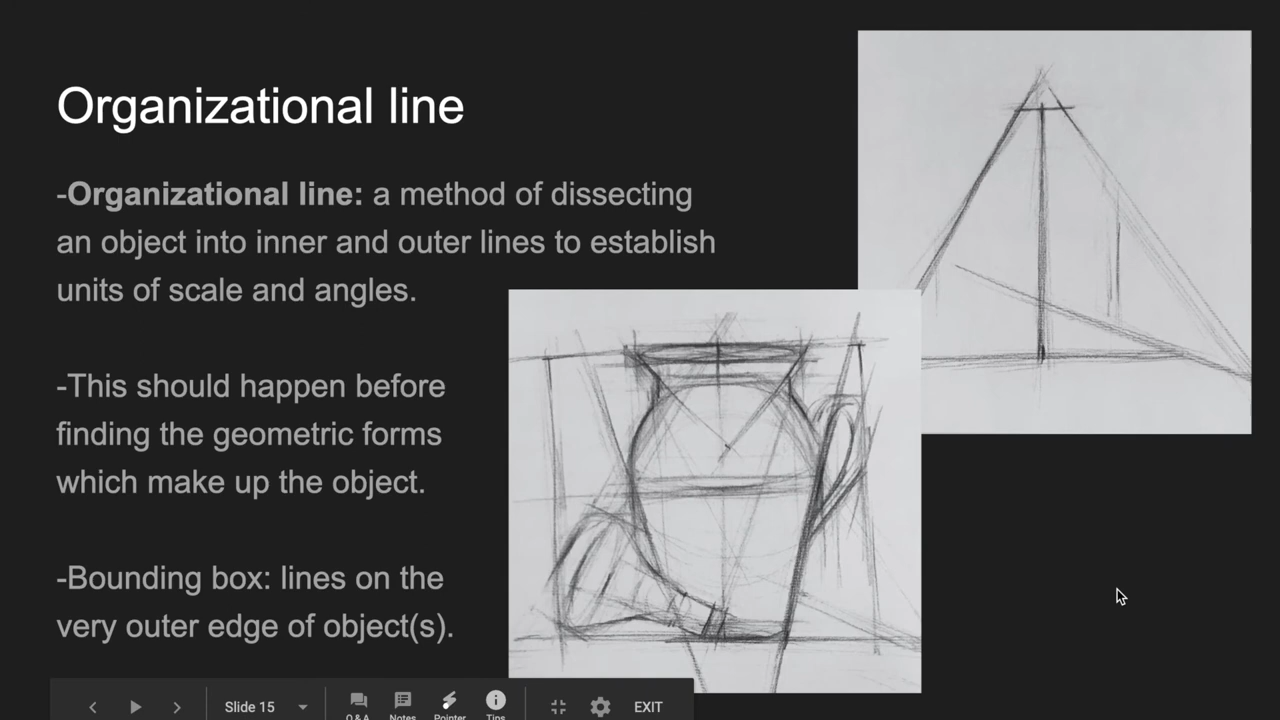 Organizational line
-Organizational line: a method of dissecting
an object into inner and outer lines to establish
units of scale and angles.
-This should happen before
finding the geometric forms
which make up the object.
-Bounding box: lines on the
very outer edge of object(s).
Slide 15
Q&A
Notes
Pointer
Tips
EXIT